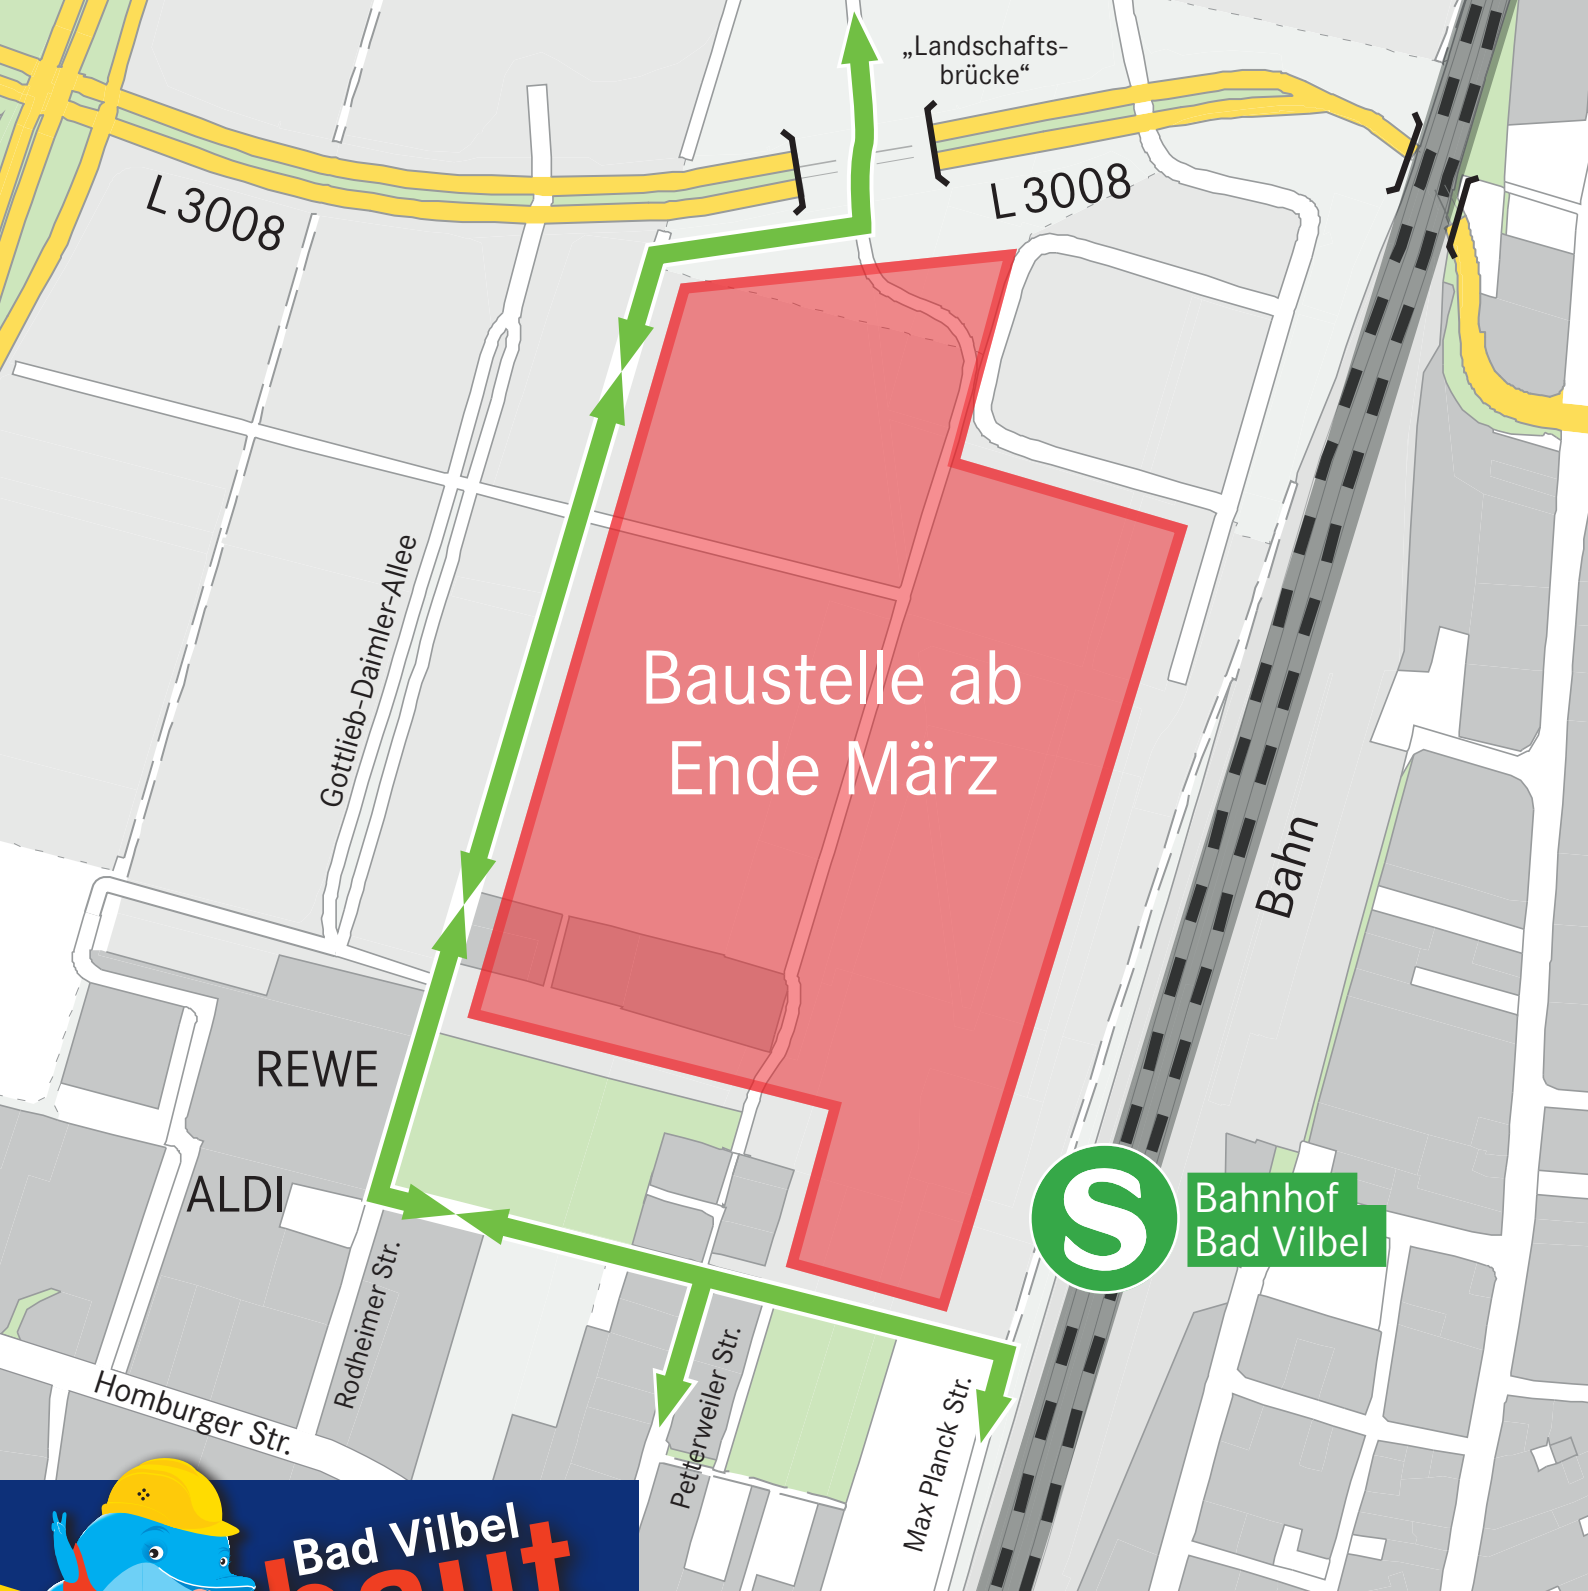 „Landschafts-
brücke“
L 3008
L 3008
Gottlieb-Daimler-Allee
Baustelle ab
Ende März
Bahn
REWE
ALDI
S
Bahnhof
Bad Vilbel
Rodheimer Str.
Homburger Str.
Petterweiler Str.
Max Planck Str.
Bad Vilbel
baut